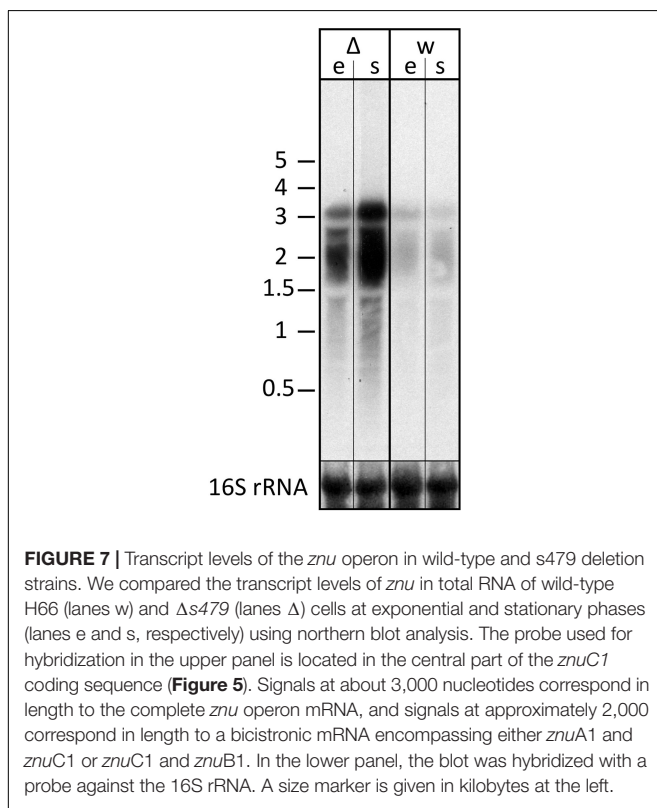 Δ w
e s e s
5
4
3
2
1.5
1
0.5
16S rRNA
FIGURE 7 | Transcript levels of the znu operon in wild-type and s479 deletion
strains. We compared the transcript levels of znu in total RNA of wild-type
H66 (lanes w) and Δs479 (lanes Δ) cells at exponential and stationary phases
(lanes e and s, respectively) using northern blot analysis. The probe used for
hybridization in the upper panel is located in the central part of the znuC1
coding sequence (Figure 5). Signals at about 3,000 nucleotides correspond in
length to the complete znu operon mRNA, and signals at approximately 2,000
correspond in length to a bicistronic mRNA encompassing either znuA1 and
znuC1 or znuC1 and znuB1. In the lower panel, the blot was hybridized with a
probe against the 16S rRNA. A size marker is given in kilobytes at the left.